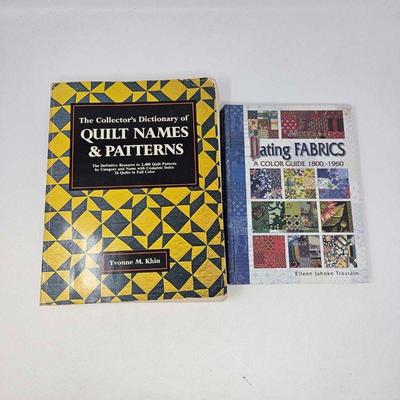 The Collector's Dictionary of
QUILT NAMES
& PATTERNS
The Definitive Resource to 2,400 Quilt Patterns
by Category and Name with Complete Index
36 Quilts in Full Color
Yvonne M. Khin
Dating FABRICS
A COLOR GUIDE 1800-1960
Eileen Jahnke Trestain